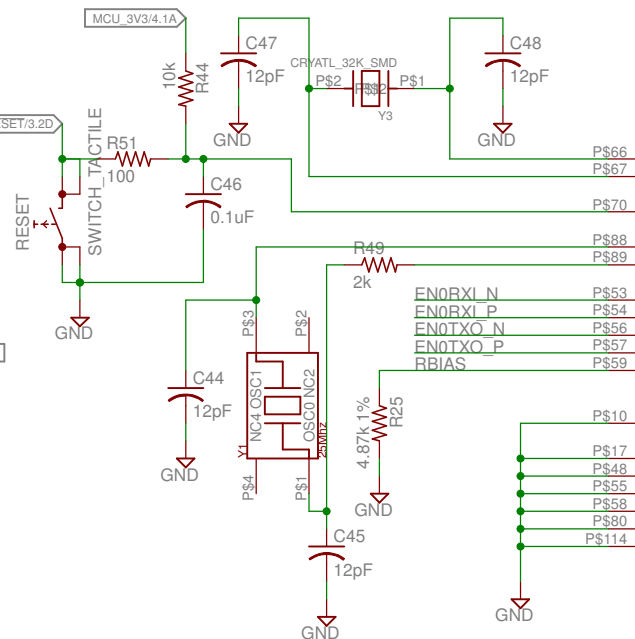 MCU_3V3/4.1A
C47
12pF
CRYATL_32K_SMD
P$2
P$1
Y3
C48
12pF
GND
GND
10k
R44
SET/3.2D
R51
100
SWITCH_TACTILE
RESET
C46
0.1uF
GND
P$66
P$67
P$70
P$88
P$89
R49
2k
EN0RXI_N
P$53
EN0RXI_P
P$54
EN0TXO_N
P$56
EN0TXO_P
P$57
RBIAS
P$59
P$3
P$2
C44
12pF
GND
NC4
OSC1
OSC0
NC2
Y1
25Mhz
P$4
P$1
4.87k 1%
R25
GND
C45
12pF
GND
P$10
P$17
P$48
P$55
P$58
P$80
P$114
GND